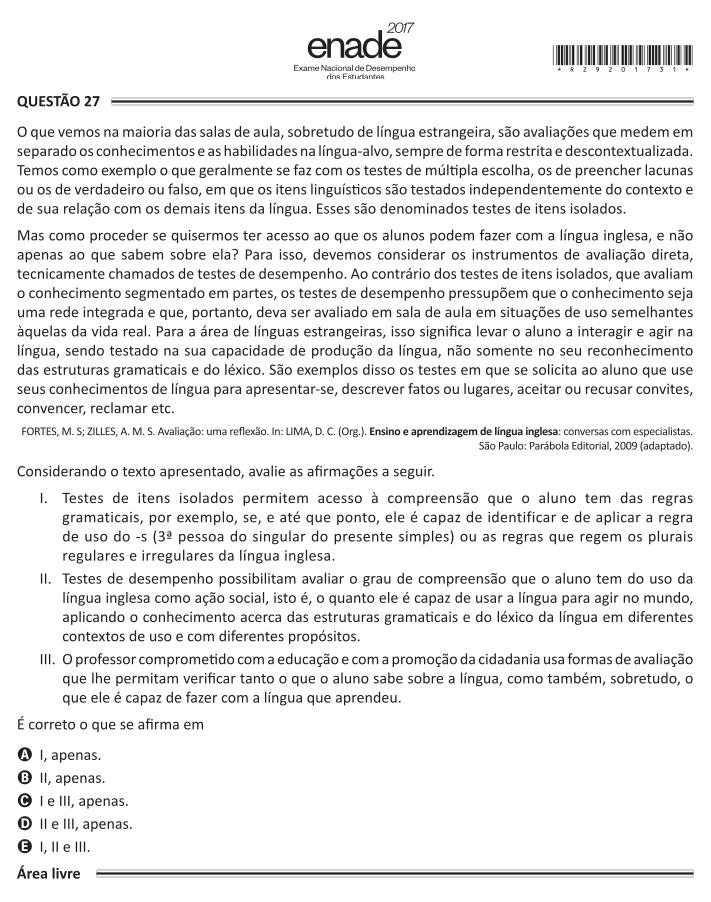 2017
enade
Exame Nacional de Desempenho
dos Estudantes
* R 2 9 2 0 1 7 3 1 *
QUESTÃO 27
O que vemos na maioria das salas de aula, sobretudo de língua estrangeira, são avaliações que medem em
separado os conhecimentos e as habilidades na língua-alvo, sempre de forma restrita e descontextualizada.
Temos como exemplo o que geralmente se faz com os testes de múltipla escolha, os de preencher lacunas
ou os de verdadeiro ou falso, em que os itens linguísticos são testados independentemente do contexto e
de sua relação com os demais itens da língua. Esses são denominados testes de itens isolados.
Mas como proceder se quisermos ter acesso ao que os alunos podem fazer com a língua inglesa, e não
apenas ao que sabem sobre ela? Para isso, devemos considerar os instrumentos de avaliação direta,
tecnicamente chamados de testes de desempenho. Ao contrário dos testes de itens isolados, que avaliam
o conhecimento segmentado em partes, os testes de desempenho pressupõem que o conhecimento seja
uma rede integrada e que, portanto, deva ser avaliado em sala de aula em situações de uso semelhantes
àquelas da vida real. Para a área de línguas estrangeiras, isso significa levar o aluno a interagir e agir na
língua, sendo testado na sua capacidade de produção da língua, não somente no seu reconhecimento
das estruturas gramaticais e do léxico. São exemplos disso os testes em que se solicita ao aluno que use
seus conhecimentos de língua para apresentar-se, descrever fatos ou lugares, aceitar ou recusar convites,
convencer, reclamar etc.
FORTES, M. S; ZILLES, A. M. S. Avaliação: uma reflexão. In: LIMA, D. C. (Org.). Ensino e aprendizagem de língua inglesa: conversas com especialistas.
São Paulo: Parábola Editorial, 2009 (adaptado).
Considerando o texto apresentado, avalie as afirmações a seguir.
I. Testes de itens isolados permitem acesso à compreensão que o aluno tem das regras
gramaticais, por exemplo, se, e até que ponto, ele é capaz de identificar e de aplicar a regra
de uso do -s (3ª pessoa do singular do presente simples) ou as regras que regem os plurais
regulares e irregulares da língua inglesa.
II. Testes de desempenho possibilitam avaliar o grau de compreensão que o aluno tem do uso da
língua inglesa como ação social, isto é, o quanto ele é capaz de usar a língua para agir no mundo,
aplicando o conhecimento acerca das estruturas gramaticais e do léxico da língua em diferentes
contextos de uso e com diferentes propósitos.
III. O professor comprometido com a educação e com a promoção da cidadania usa formas de avaliação
que lhe permitam verificar tanto o que o aluno sabe sobre a língua, como também, sobretudo, o
que ele é capaz de fazer com a língua que aprendeu.
É correto o que se afirma em
A I, apenas.
B II, apenas.
C I e III, apenas.
D II e III, apenas.
E I, II e III.
Área livre